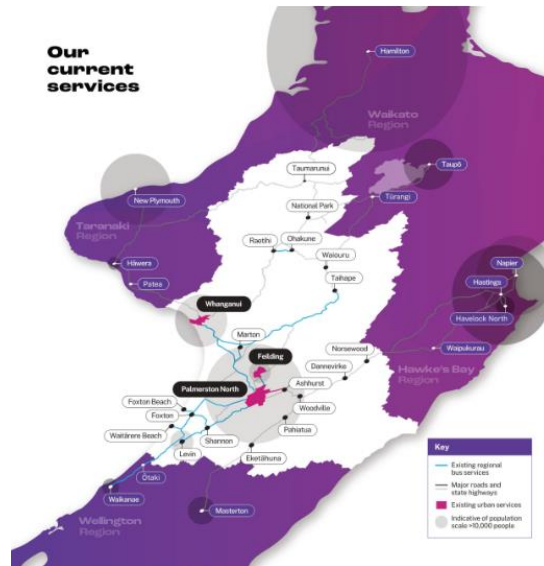 Our
current
services
Hamilton
Waikato
Region
Taumarunui
Taupō
New Plymouth
National Park
Tūrangi
Taranaki
Region
Raetihi
Ohakune
Waiouru
Hāwera
Napier
Taihape
Hastings
Patea
Whanganui
Havelock North
Marton
Norsewood
Waipukurau
Feilding
Dannevirke
Hawke's Bay
Region
Palmerston North
Ashhurst
Foxton Beach
Woodville
Foxton
Pahiatua
Waitārere Beach
Shannon
Levin
Eketāhuna
Ōtaki
Waikanae
Masterton
Wellington
Region
Key
Existing regional
bus services
Major roads and
state highways
Existing urban services
Indicative of population
scale =10,000 people